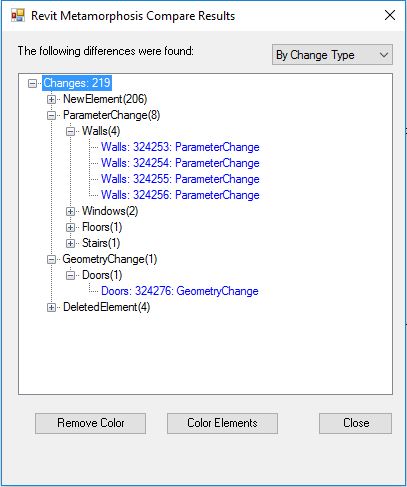 Revit Metamorphosis Compare Results
The following differences were found: By Change Type
Changes: 219
NewElement(206)
ParameterChange(8)
Walls(4)
Walls: 324253: ParameterChange
Walls: 324254: ParameterChange
Walls: 324255: ParameterChange
Walls: 324256: ParameterChange
Windows(2)
Floors(1)
Stairs(1)
GeometryChange(1)
Doors(1)
Doors: 324276: GeometryChange
DeletedElement(4)
Remove Color Color Elements Close